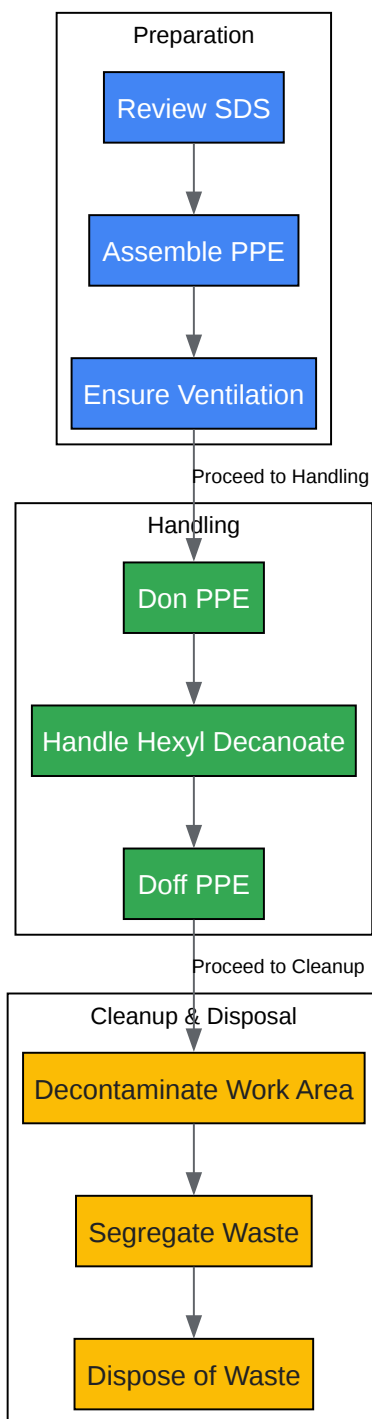 Preparation
Review SDS
Assemble PPE
Ensure Ventilation
Proceed to Handling
Handling
Don PPE
Handle Hexyl Decanoate
Doff PPE
Proceed to Cleanup
Cleanup & Disposal
Decontaminate Work Area
Segregate Waste
Dispose of Waste